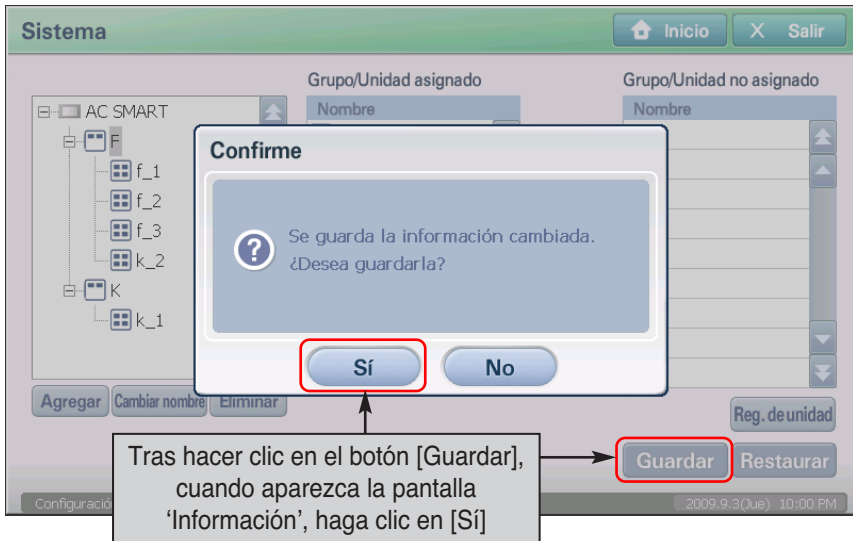 Sistema
Inicio
X Salir
Grupo/Unidad asignado
Grupo/Unidad no asignado
AC SMART
Nombre
Nombre
F
f_1
f_2
f_3
k_2
K
k_1
Confirme
Se guarda la información cambiada.
¿Desea guardarla?
Sí
No
Agregar
Cambiar nombre
Eliminar
Reg. de unidad
Guardar
Restaurar
Tras hacer clic en el botón [Guardar],
cuando aparezca la pantalla
‘Información’, haga clic en [Sí]
2009.9.3(Jue) 10:00 PM